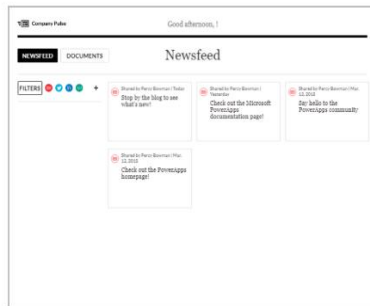 Company Pulse
Good afternoon, !
NEWSFEED
DOCUMENTS
Newsfeed
FILTERS
+
Shared by Percy Bowman | Today
Stop by the blog to see
what's new!
Shared by Percy Bowman |
Yesterday
Check out the Microsoft
PowerApps
documentation page!
Shared by Percy Bowman | Mar.
12, 2018
Say hello to the
PowerApps community
Shared by Percy Bowman | Mar.
12, 2018
Check out the PowerApps
homepage!